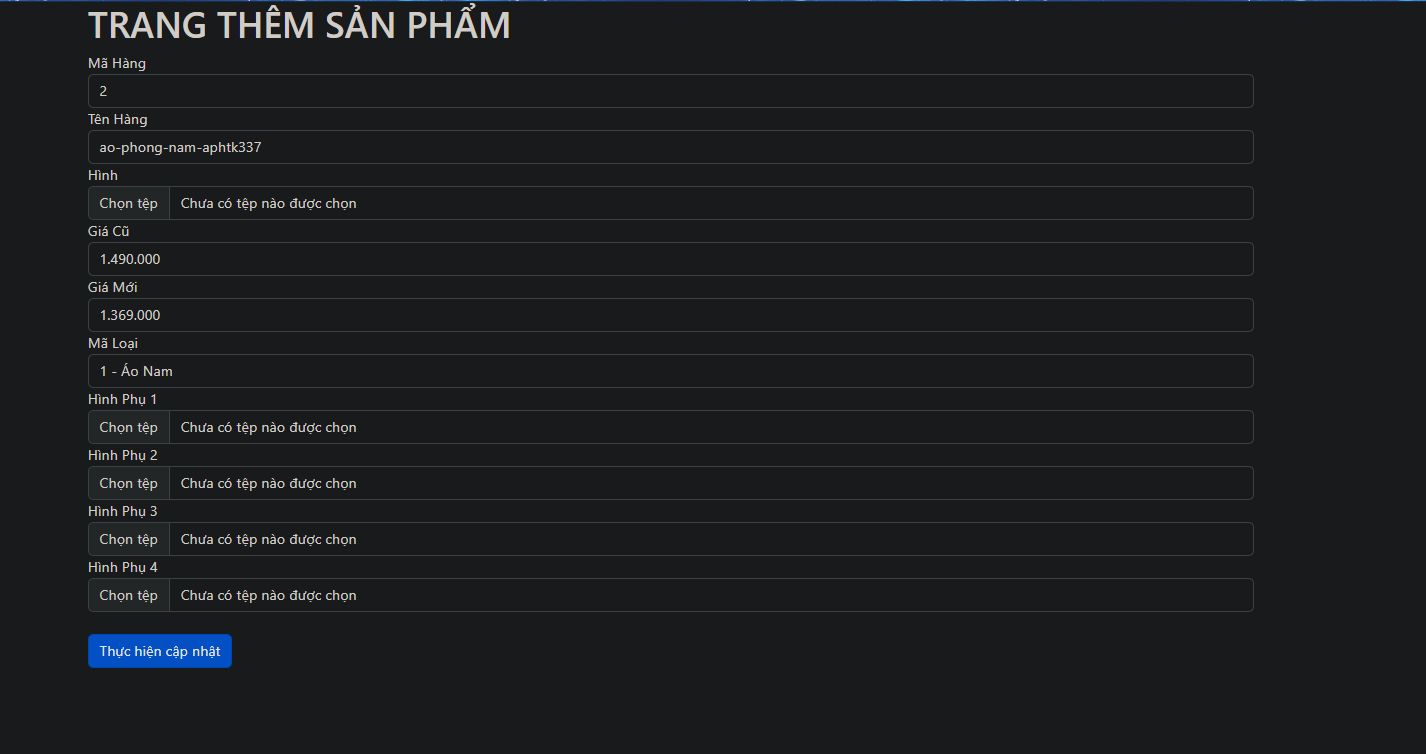 TRANG THÊM SẢN PHẨM
Mã Hàng
2
Tên Hàng
ao-phong-nam-aphtk337
Hình
Chọn tệp Chưa có tệp nào được chọn
Giá Cũ
1.490.000
Giá Mới
1.369.000
Mã Loại
1 - Áo Nam
Hình Phụ 1
Chọn tệp Chưa có tệp nào được chọn
Hình Phụ 2
Chọn tệp Chưa có tệp nào được chọn
Hình Phụ 3
Chọn tệp Chưa có tệp nào được chọn
Hình Phụ 4
Chọn tệp Chưa có tệp nào được chọn
Thực hiện cập nhật